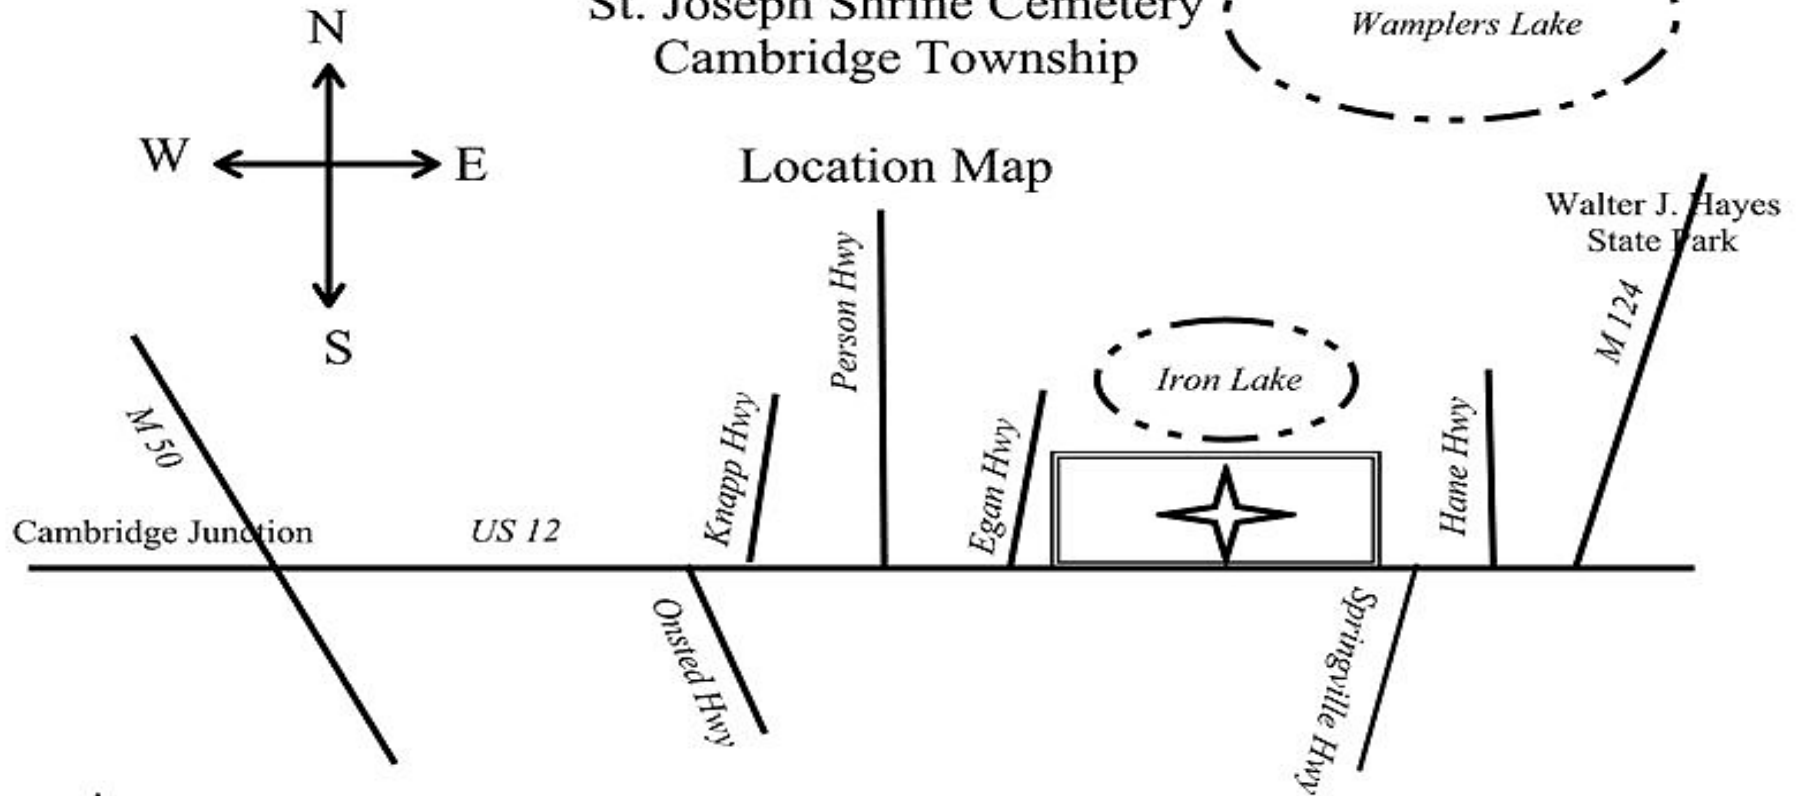 St. Joseph Shrine Cemetery
Cambridge Township
Wamplers Lake
N
W
E
S
Location Map
Walter J. Hayes
State Park
Person Hwy
M 124
Iron Lake
M 50
Knapp Hwy
Egan Hwy
Hane Hwy
Cambridge Junction
US 12
Onsted Hwy
Springville Hwy